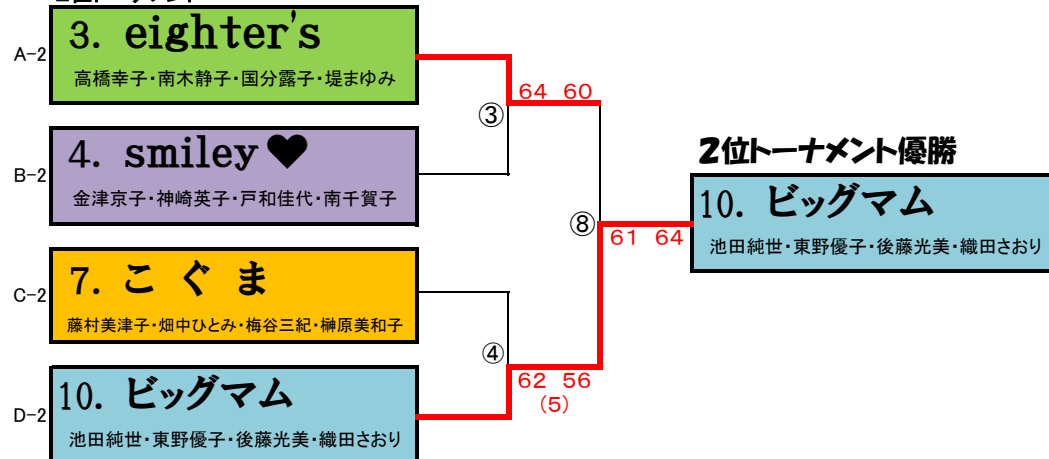 A-2
3. eighter's
高橋幸子・南木静子・国分露子・堤まゆみ
64 60
③
B-2
4. smiley♥
金津京子・神崎英子・戸和佳代・南千賀子
2位トーナメント優勝
10. ビッグマム
池田純世・東野優子・後藤光美・織田さおり
⑧
61 64
C-2
7. こ ぐ ま
藤村美津子・畑中ひとみ・梅谷三紀・榊原美和子
④
62 56
(5)
D-2
10. ビッグマム
池田純世・東野優子・後藤光美・織田さおり